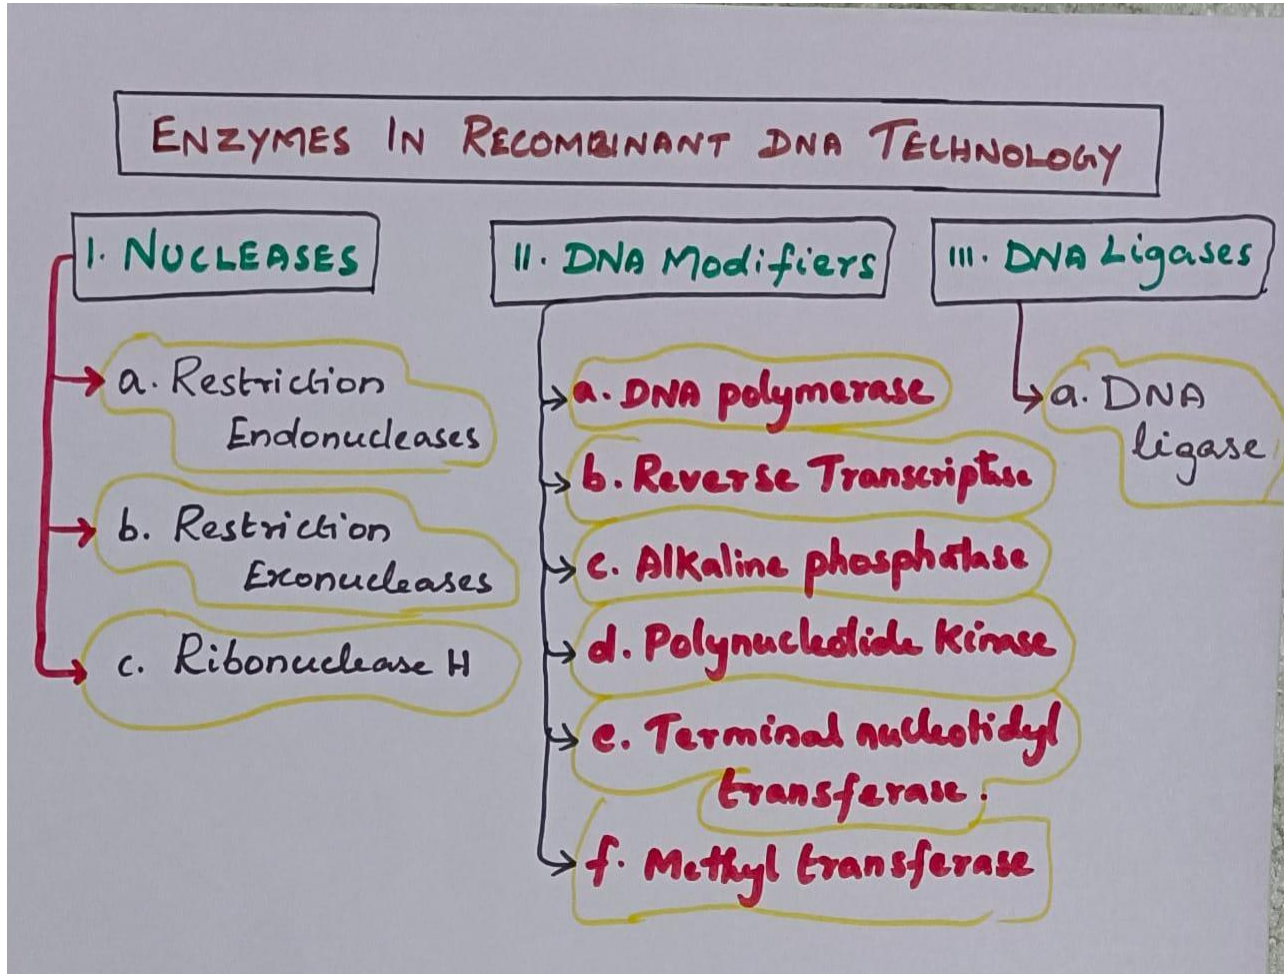 ENZYMES IN RECOMBINANT DNA TECHNOLOGY
I. NUCLEASES
a. Restriction
Endonucleases
b. Restriction
Exonucleases
c. Ribonuclease H
II. DNA Modifiers
a. DNA polymerase
b. Reverse Transcriptase
c. Alkaline phosphatase
d. Polynucleotide Kinase
e. Terminal nucleotidyl
transferase.
f. Methyl transferase
III. DNA Ligases
a. DNA
ligase